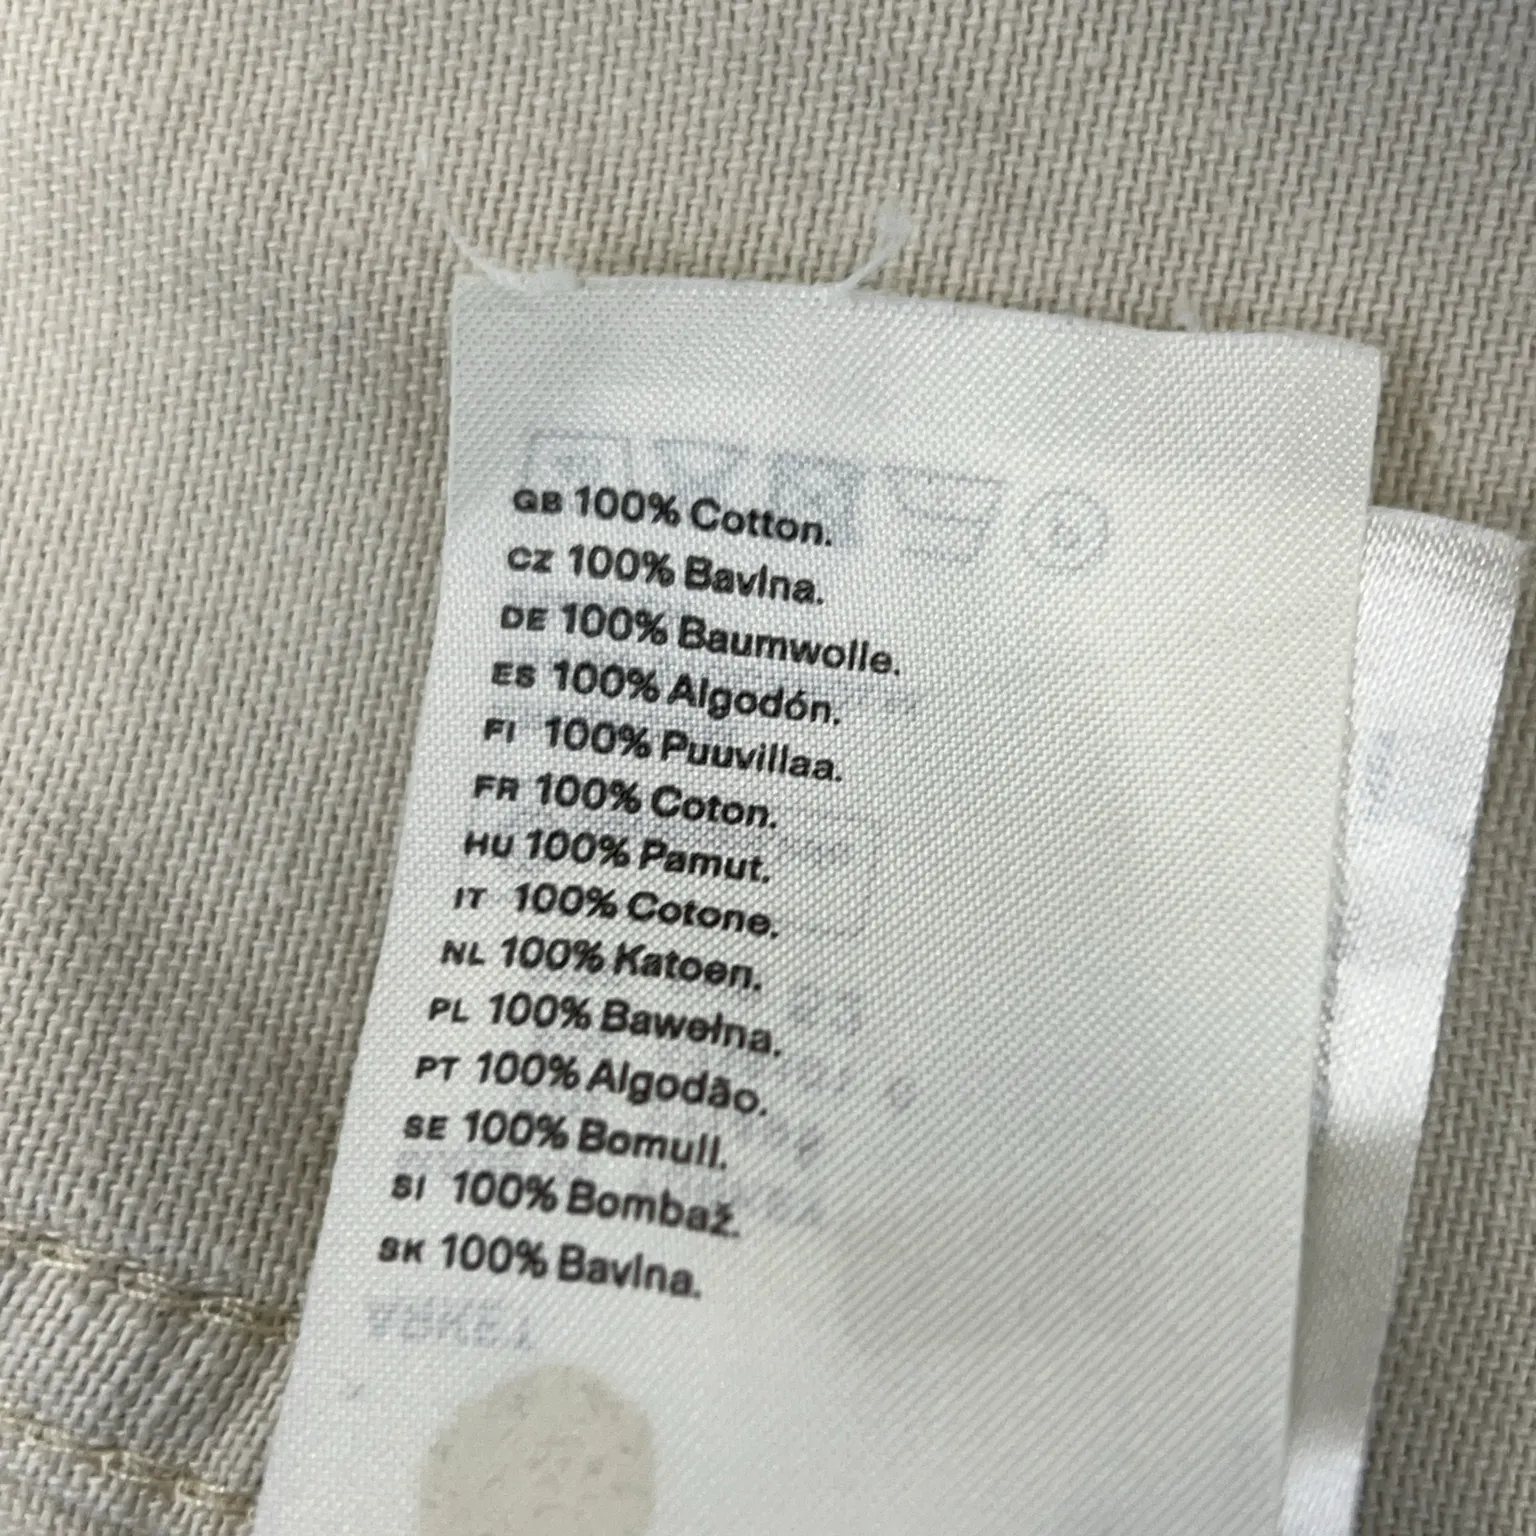 GB 100% Cotton.
CZ 100% Bavlna.
DE 100% Baumwolle.
ES 100% Algodón.
FI 100% Puuvillaa.
FR 100% Coton.
HU 100% Pamut.
IT 100% Cotone.
NL 100% Katoen.
PL 100% Bawełna.
PT 100% Algodão.
SE 100% Bomull.
SI 100% Bombaž.
SK 100% Bavlna.